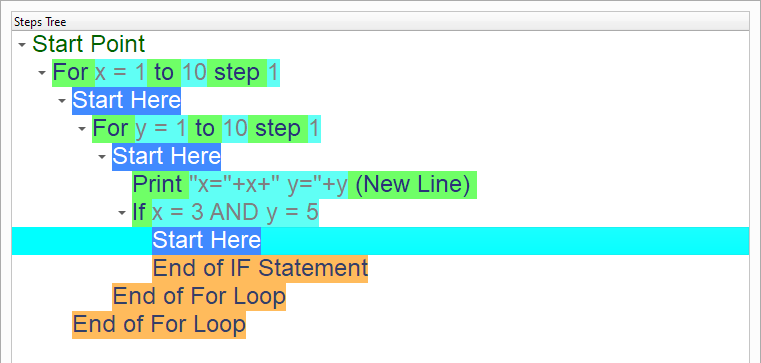 Steps Tree
Start Point
For x = 1 to 10 step 1
Start Here
For y = 1 to 10 step 1
Start Here
Print "x="+x+" y="+y (New Line)
If x = 3 AND y = 5
Start Here
End of IF Statement
End of For Loop
End of For Loop